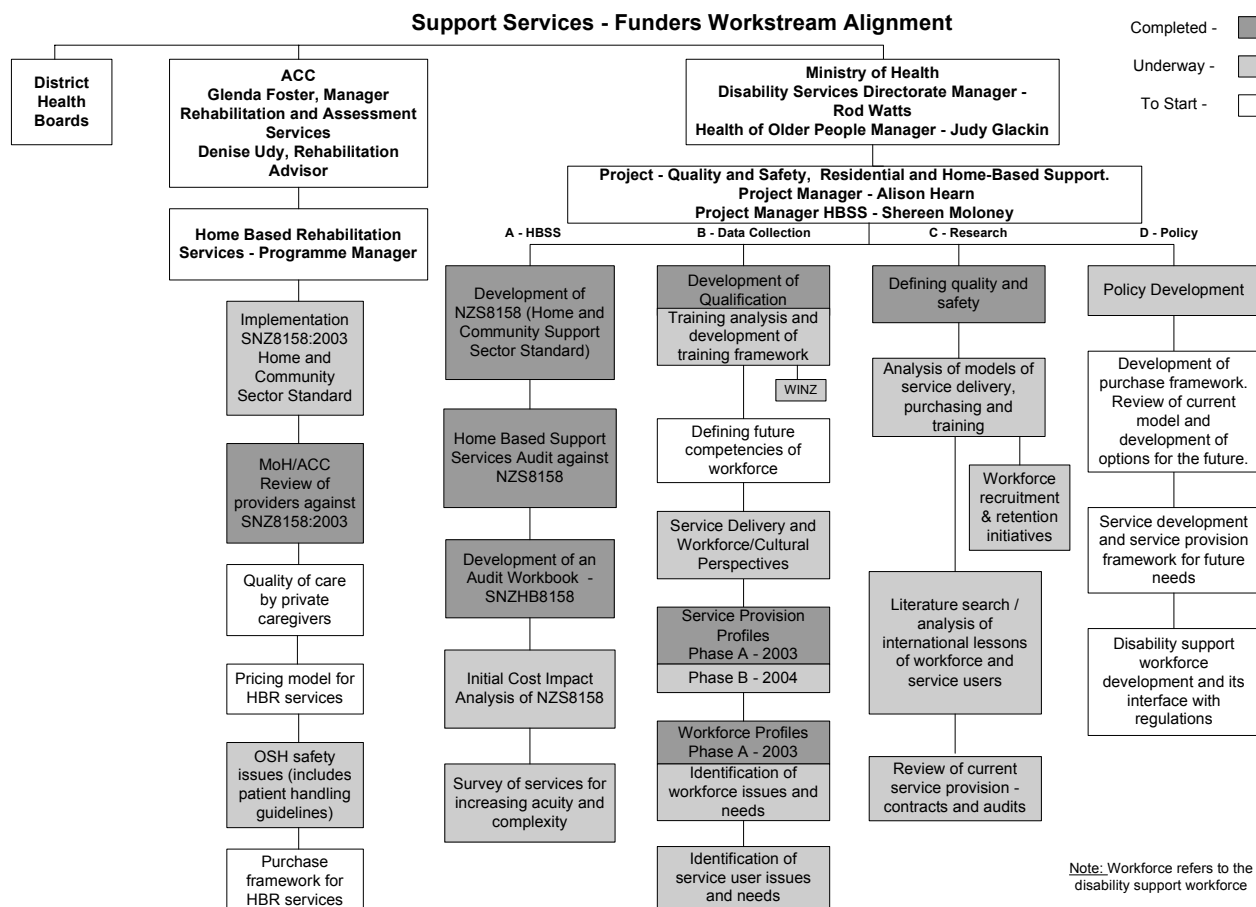 Support Services - Funders Workstream Alignment
Completed -
Underway -
To Start -
District
Health
Boards
ACC
Glenda Foster, Manager
Rehabilitation and Assessment
Services
Denise Udy, Rehabilitation
Advisor
Ministry of Health
Disability Services Directorate Manager -
Rod Watts
Health of Older People Manager - Judy Glackin
Project - Quality and Safety, Residential and Home-Based Support.
Project Manager - Alison Hearn
Project Manager HBSS - Shereen Moloney
Home Based Rehabilitation
Services - Programme Manager
Implementation
SNZ8158:2003
Home and
Community
Sector Standard
MoH/ACC
Review of
providers against
SNZ8158:2003
Quality of care
by private
caregivers
Pricing model for
HBR services
OSH safety
issues (includes
patient handling
guidelines)
Purchase
framework for
HBR services
A - HBSS
Development of
NZS8158 (Home and
Community Support
Sector Standard)
Home Based Support
Services Audit against
NZS8158
Development of an
Audit Workbook -
SNZHB8158
Initial Cost Impact
Analysis of NZS8158
Survey of services for
increasing acuity and
complexity
B - Data Collection
Development of
Qualification
Training analysis and
development of
training framework
WINZ
Defining future
competencies of
workforce
Service Delivery and
Workforce/Cultural
Perspectives
Service Provision
Profiles
Phase A - 2003
Phase B - 2004
Workforce Profiles
Phase A - 2003
Identification of
workforce issues and
needs
Identification of
service user issues
and needs
C - Research
Defining quality and
safety
Analysis of models of
service delivery,
purchasing and
training
Workforce
recruitment
& retention
initiatives
Literature search /
analysis of
international lessons
of workforce and
service users
Review of current
service provision -
contracts and audits
D - Policy
Policy Development
Development of
purchase framework.
Review of current
model and
development of
options for the future.
Service development
and service provision
framework for future
needs
Disability support
workforce
development and its
interface with
regulations
Note: Workforce refers to the
disability support workforce